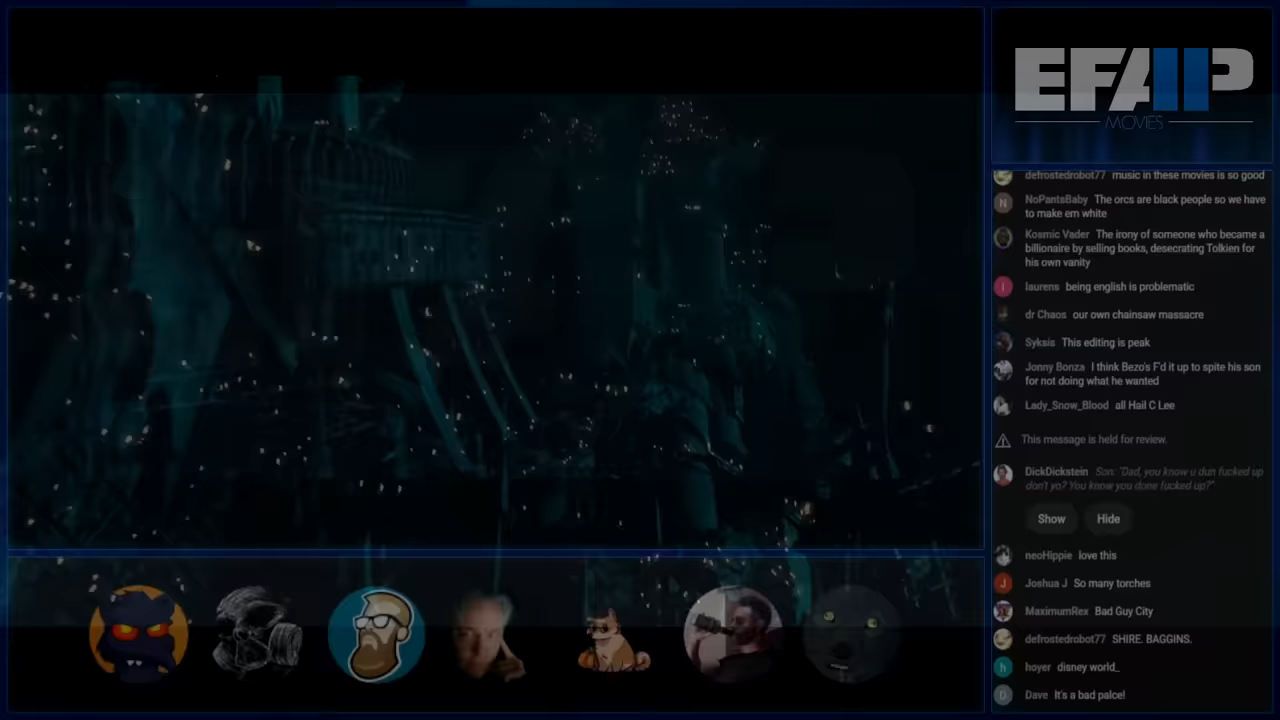 EFAP
MOVIES
defrostedrobot77 music in these movies is so good
NoPantsBaby The orcs are black people so we have
to make em white
Kosmic Vader The irony of someone who became a
billionaire by selling books, desecrating Tolkien for
his own vanity
laurens being english is problematic
dr Chaos our own chainsaw massacre
Syksis This editing is peak
Jonny Bonza I think Bezo's F'd it up to spite his son
for not doing what he wanted
Lady_Snow_Blood all Hail C Lee
This message is held for review.
DickDickstein Son: "Dad, you know u dun fucked up
don't yo? You know you done fucked up?"
Show Hide
neoHippie love this
Joshua J So many torches
MaximumRex Bad Guy City
defrostedrobot77 SHIRE. BAGGINS.
hoyer disney world_
Dave It's a bad palce!